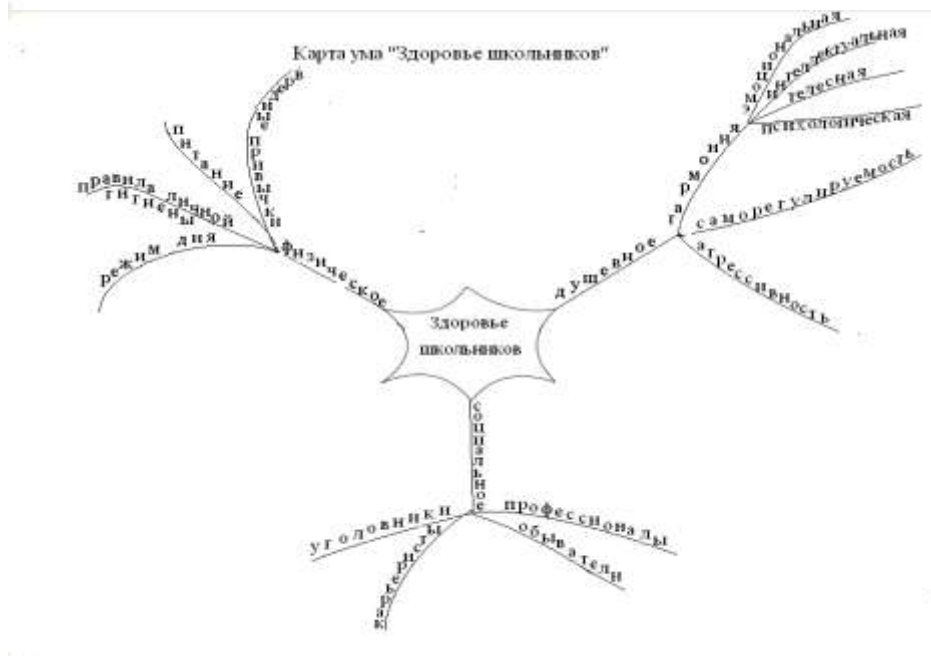 Карта ума "Здоровье школьников"
Здоровье
школьников
физическое
режим дня
правила личной
гигиены
питание
привычки
душевное
гармония
эмоциональная
интеллектуальная
телесная
психологическая
саморегулируемость
агрессивность
социальное
уголовники
карьеристы
обыватели
профессионалы